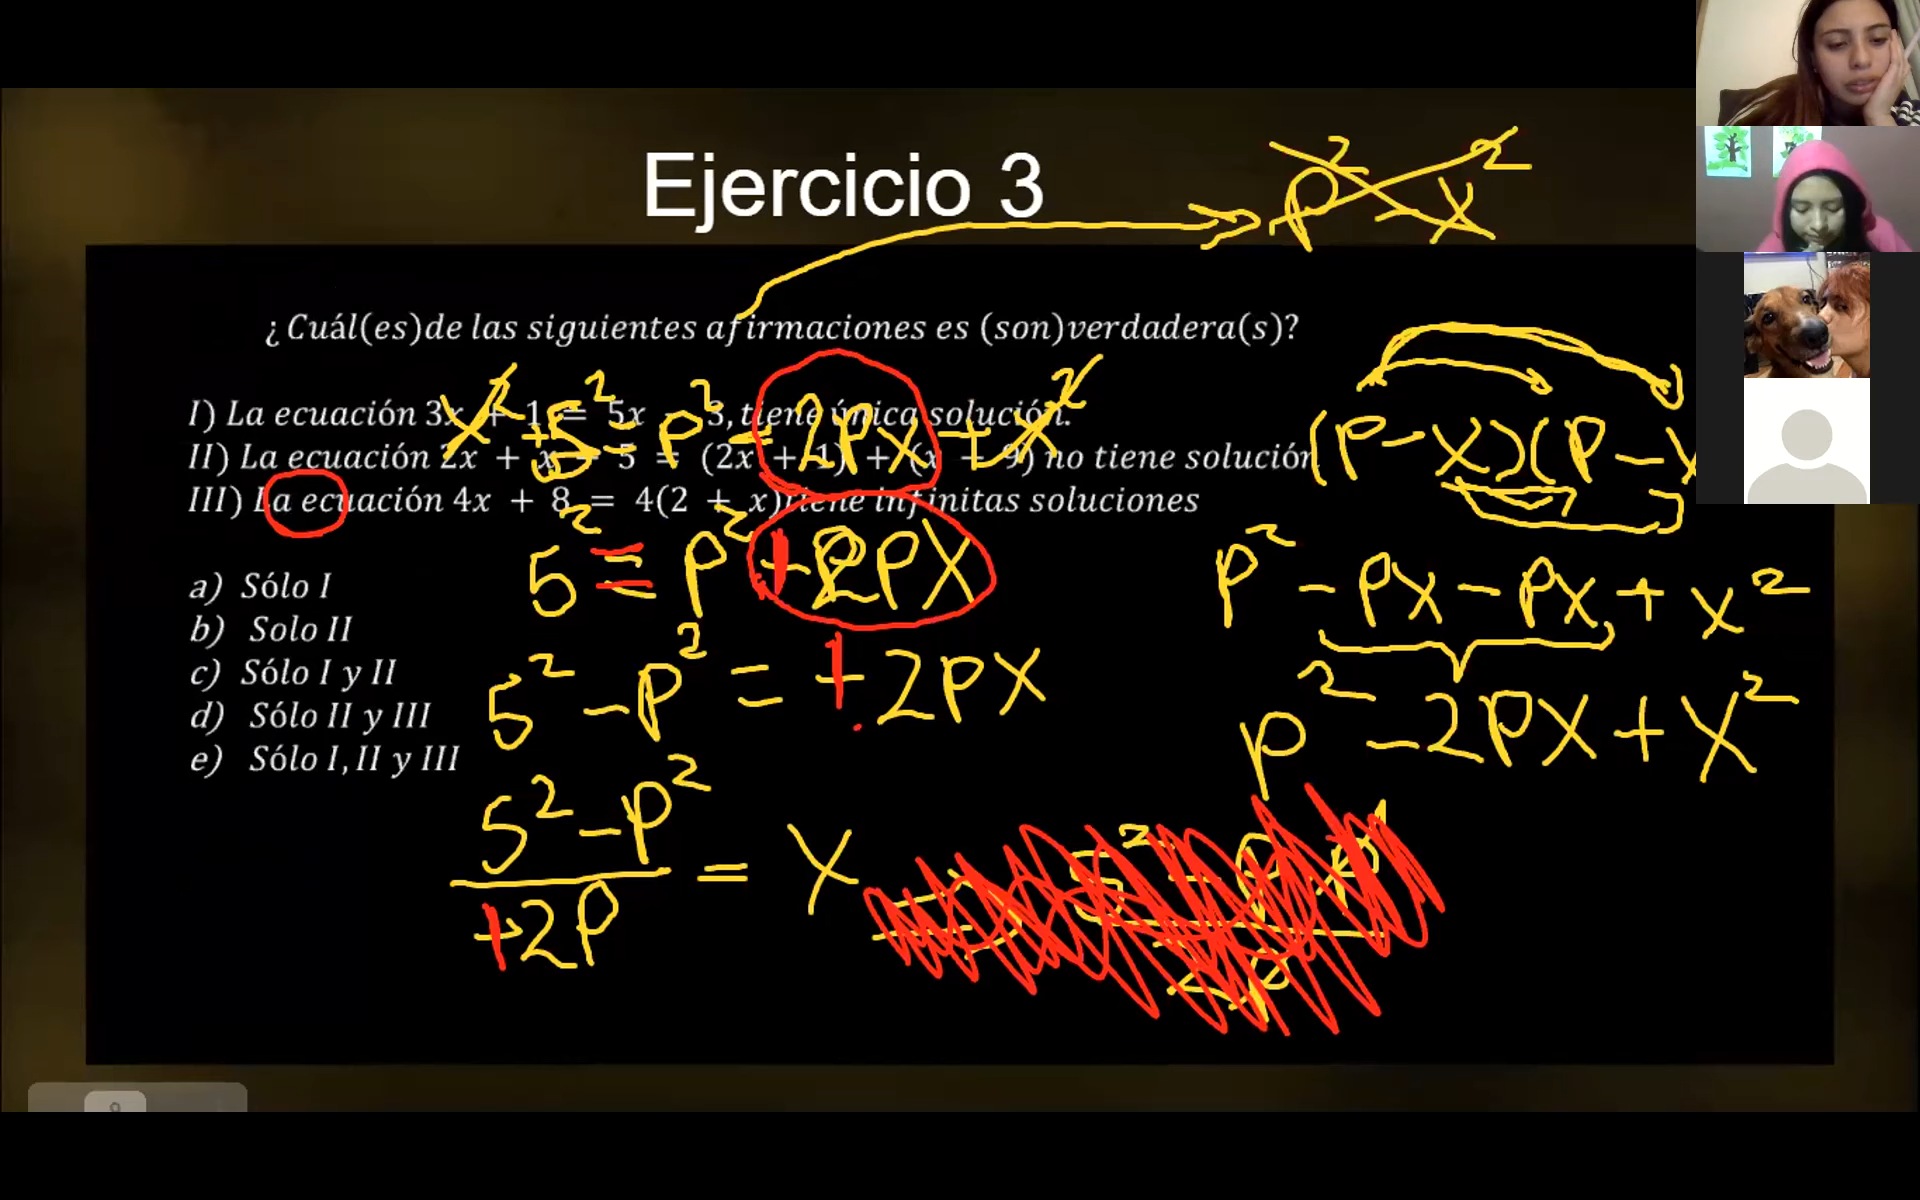 Ejercicio 3
p² - x²
¿Cuál(es)de las siguientes afirmaciones es (son)verdadera(s)?
I) La ecuación 3x + 1 = 5x 3, tiene única solución.
II) La ecuación 2x + x 5 = (2x + 1) + (x 9) no tiene solución
III) La ecuación 4x + 8 = 4(2 + x) tiene infinitas soluciones
a) Sólo I
b) Solo II
c) Sólo I y II
d) Sólo II y III
e) Sólo I, II y III
x² + 5² = p² - 2px + x²
5² = p² - 2px
5² - p² = + 2px
5² - p²
+2p
= x
(p - x)(p - x
p² - px - px + x²
p² - 2px + x²